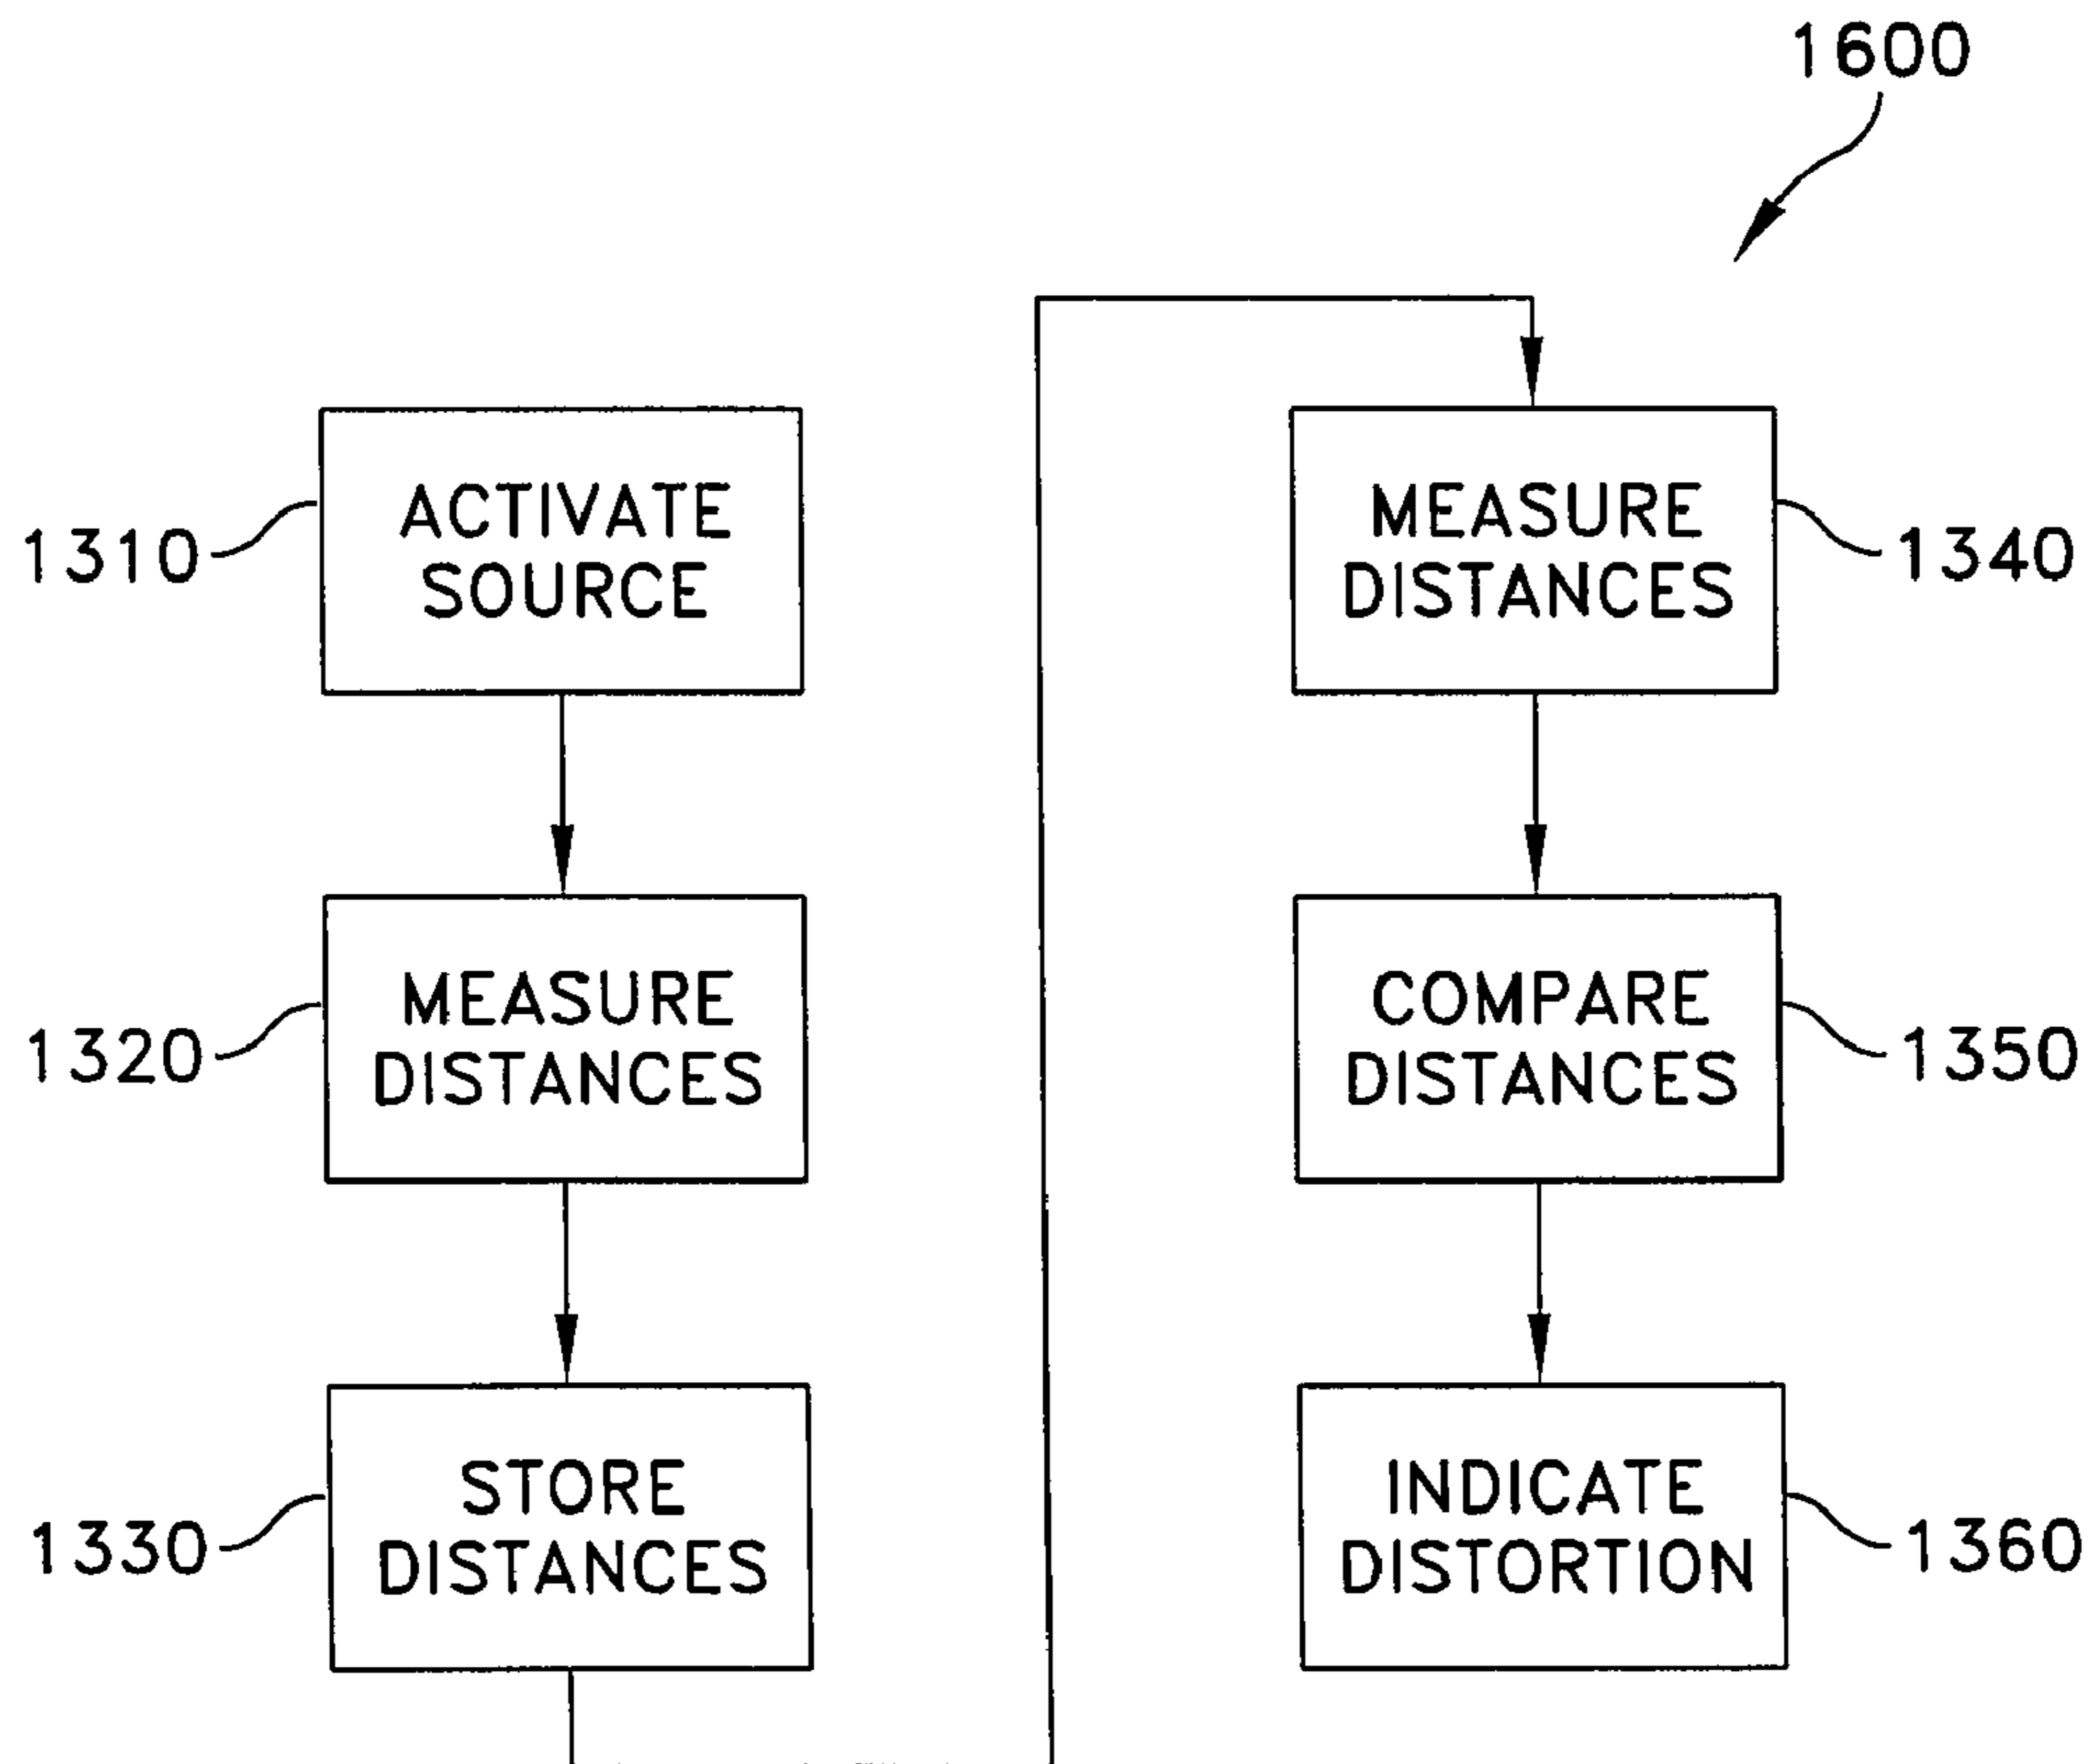 1600
1310
ACTIVATE
SOURCE
1320
MEASURE
DISTANCES
1330
STORE
DISTANCES
MEASURE
DISTANCES
1340
COMPARE
DISTANCES
1350
INDICATE
DISTORTION
1360